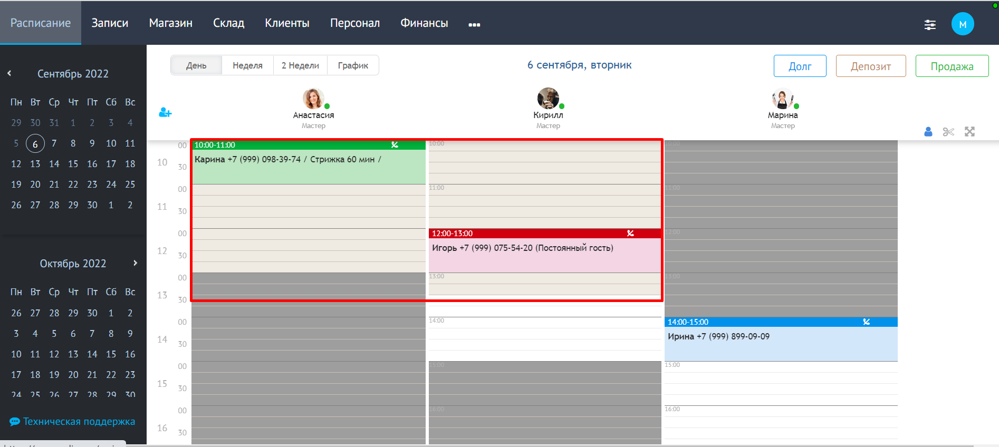 Расписание Записи Магазин Склад Клиенты Персонал Финансы ••• М
Сентябрь 2022
Пн Вт Ср Чт Пт Сб Вс
29 30 31 1 2 3 4
5 6 7 8 9 10 11
12 13 14 15 16 17 18
19 20 21 22 23 24 25
26 27 28 29 30 1 2
Октябрь 2022
Пн Вт Ср Чт Пт Сб Вс
26 27 28 29 30 1 2
3 4 5 6 7 8 9
10 11 12 13 14 15 16
17 18 19 20 21 22 23
24 25 26 27 28 29 30
Техническая поддержка
День Неделя 2 Недели График
6 сентября, вторник
Долг Депозит Продажа
Анастасия
Мастер
Кирилл
Мастер
Марина
Мастер
10 00 30
11 00 30
12 00 30
13 00 30
14 00 30
15 00 30
16 00 30
10:00-11:00
Карина +7 (999) 098-39-74 / Стрижка 60 мин /
10:00
11:00
12:00-13:00
Игорь +7 (999) 075-54-20 (Постоянный гость)
13:00
14:00
15:00
16:00
10:00
11:00
12:00
13:00
14:00-15:00
Ирина +7 (999) 899-09-09
15:00
16:00